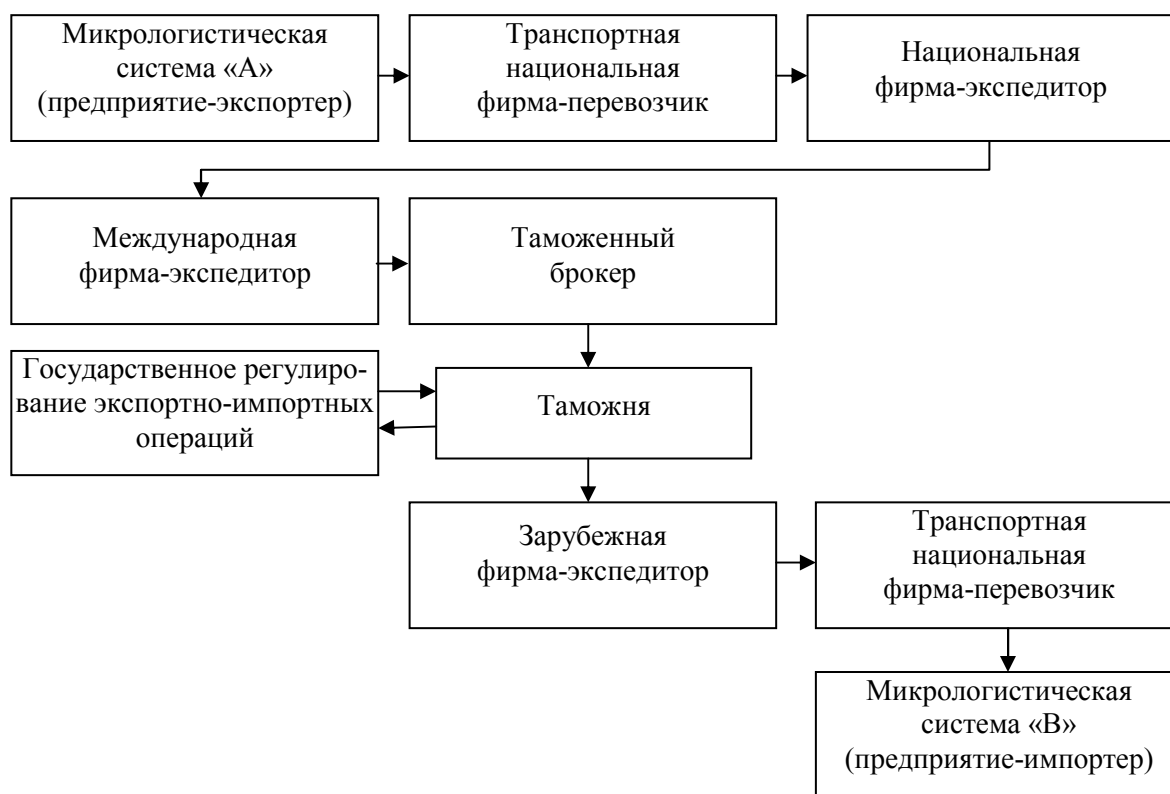 Микрологистическая
система «А»
(предприятие-экспортер)
Транспортная
национальная
фирма-перевозчик
Национальная
фирма-экспедитор
Международная
фирма-экспедитор
Таможенный
брокер
Государственное регулиро-
вание экспортно-импортных
операций
Таможня
Зарубежная
фирма-экспедитор
Транспортная
национальная
фирма-перевозчик
Микрологистическая
система «В»
(предприятие-импортер)